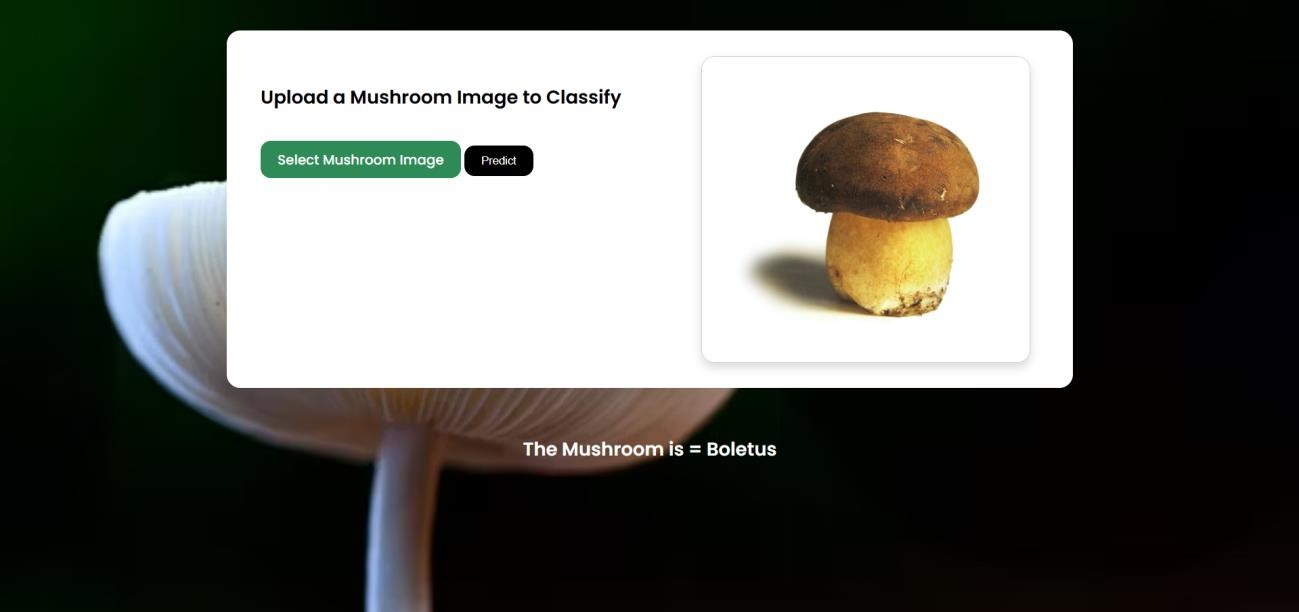 Upload a Mushroom Image to Classify
Select Mushroom Image Predict
The Mushroom is = Boletus